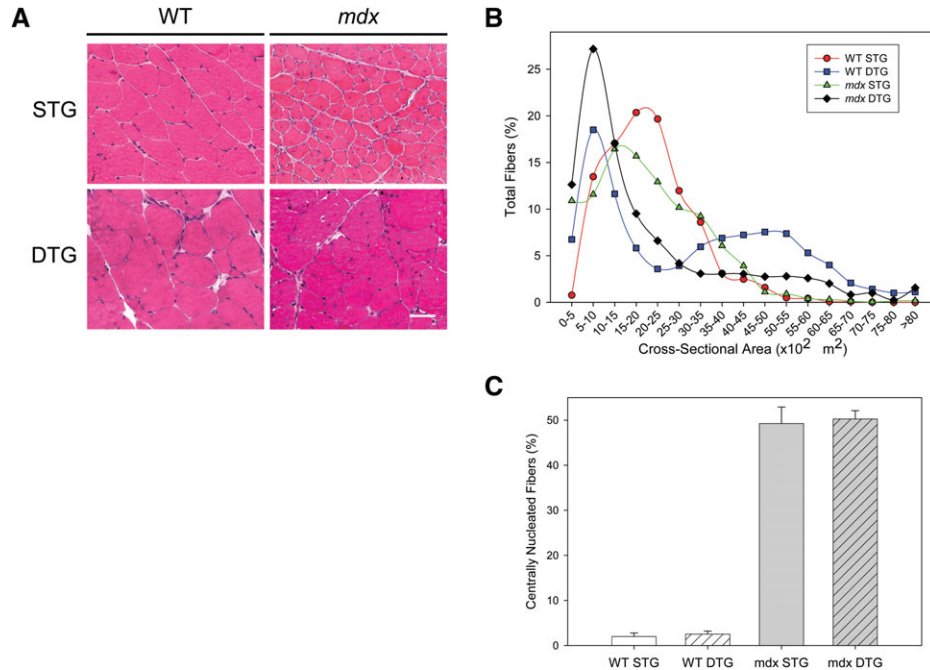 A
WT
mdx
STG
DTG
B
Total Fibers (%)
25
20
15
10
5
0
WT STG
WT DTG
mdx STG
mdx DTG
0-5
5-10
10-15
15-20
20-25
25-30
30-35
35-40
40-45
45-50
50-55
55-60
60-65
65-70
70-75
75-80
>80
Cross-Sectional Area (x10² m²)
C
Centrally Nucleated Fibers (%)
50
40
30
20
10
0
WT STG
WT DTG
mdx STG
mdx DTG